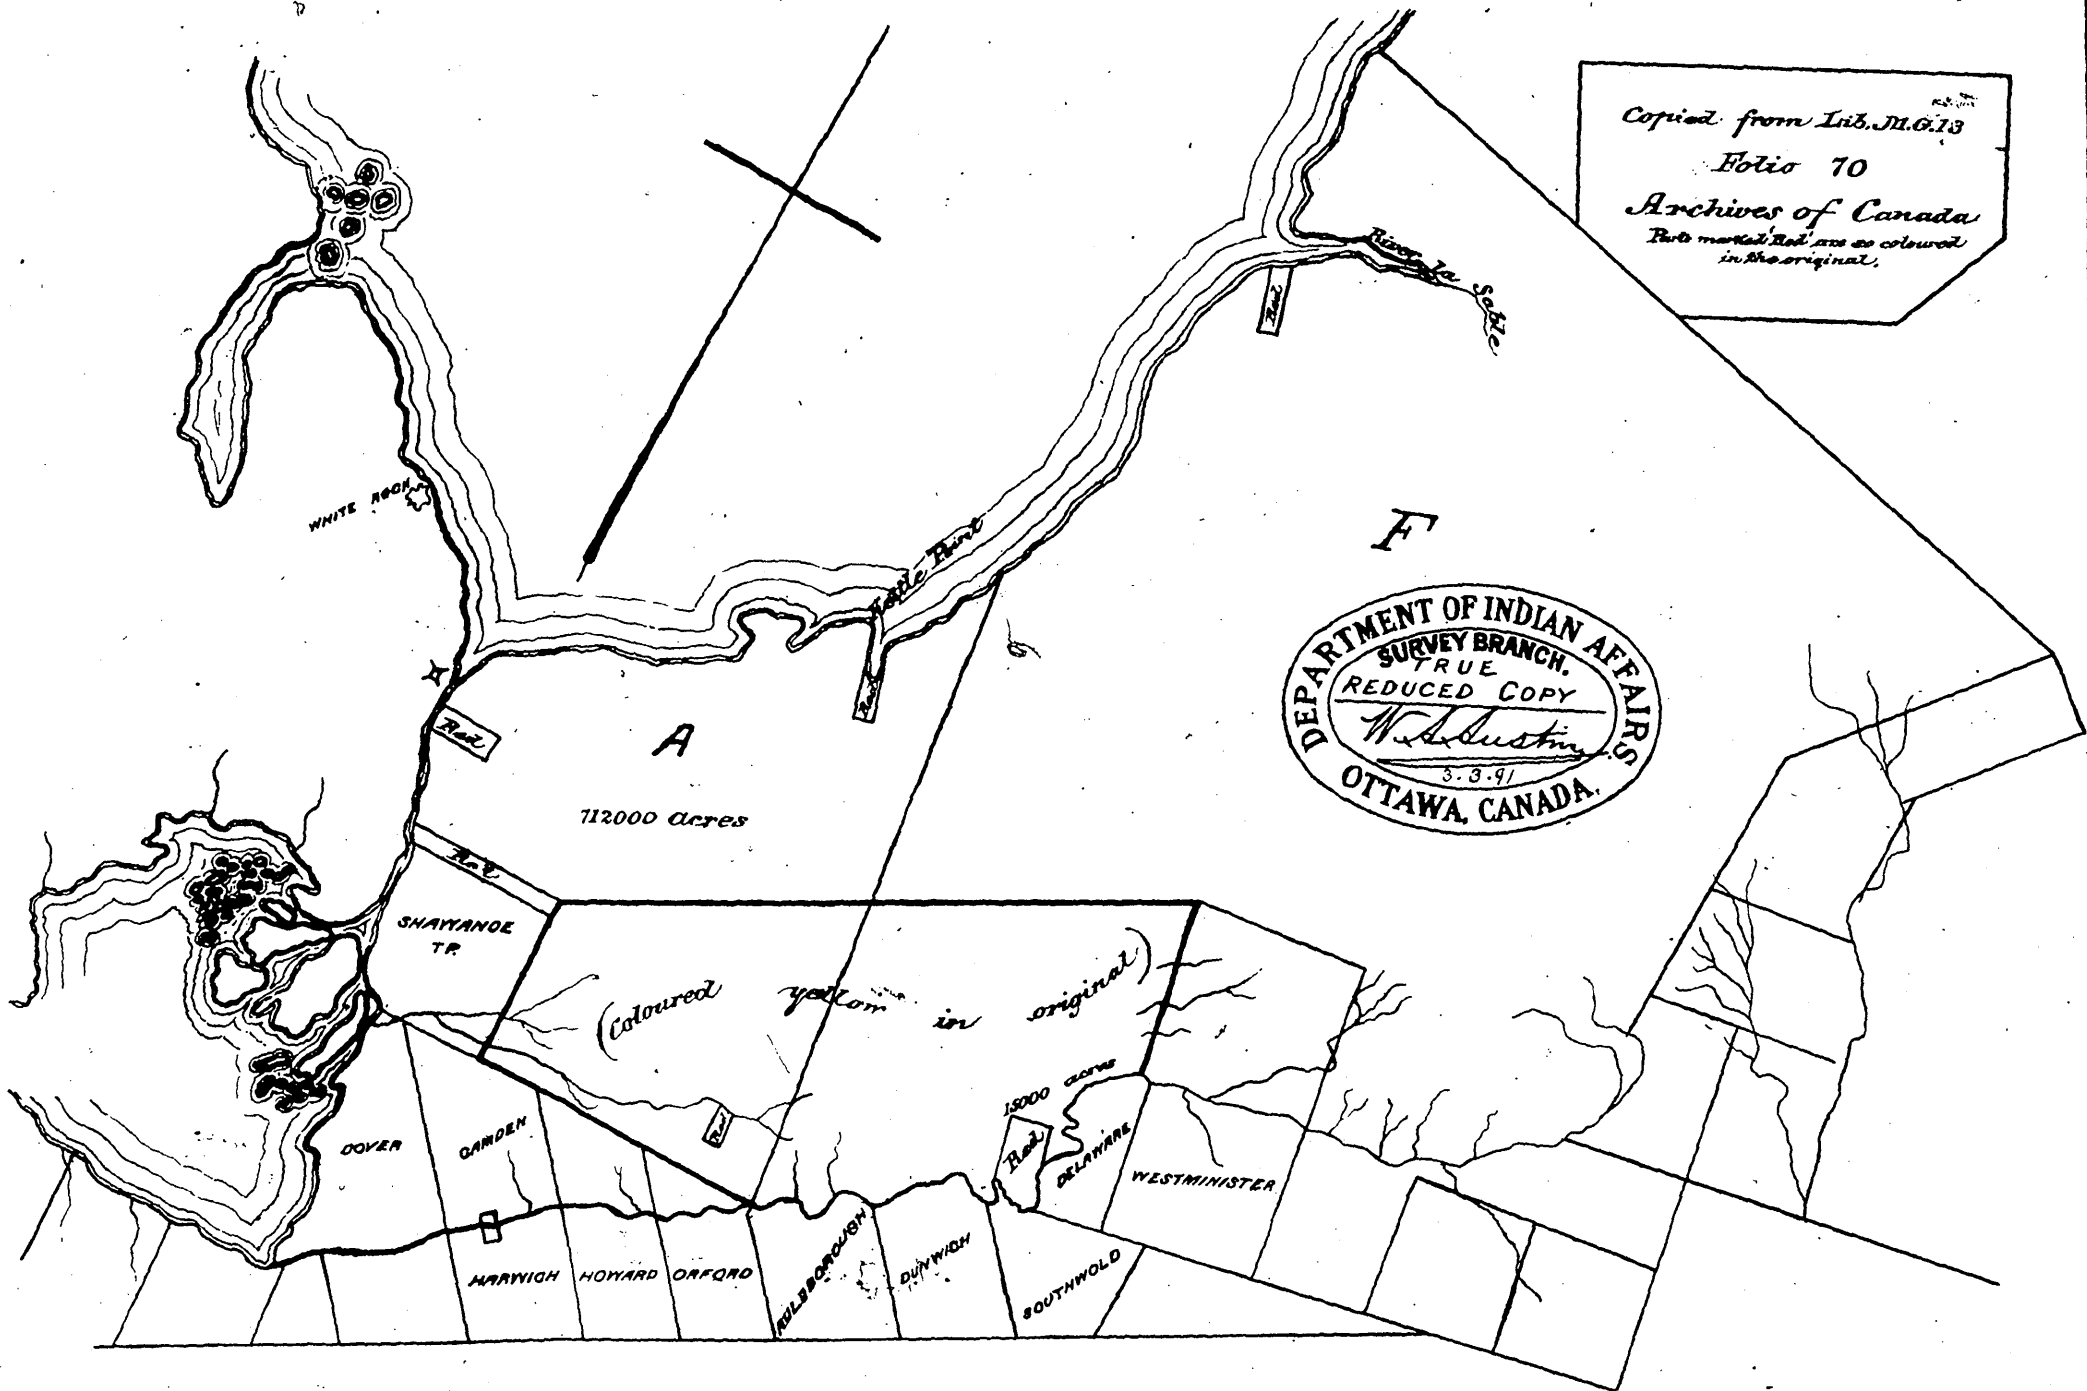 Copied from Lib. M.G. 13
Folio 70
Archives of Canada
Parts marked 'Red' are so coloured
in the original.
River la Sable
Red
WHITE ROCK
Kettle Point
F
DEPARTMENT OF INDIAN AFFAIRS
SURVEY BRANCH.
TRUE
REDUCED COPY
W. A. Austin
3.3.91
OTTAWA, CANADA.
Red
Red
A
712000 acres
Red
SHAWANOE
TP.
(Coloured yellow in original)
15000 acres
Red
Red
DOVER
CAMDEN
DELAWARE
WESTMINISTER
HARWICH
HOWARD
ORFORD
ALDBOROUGH
DUNWICH
SOUTHWOLD